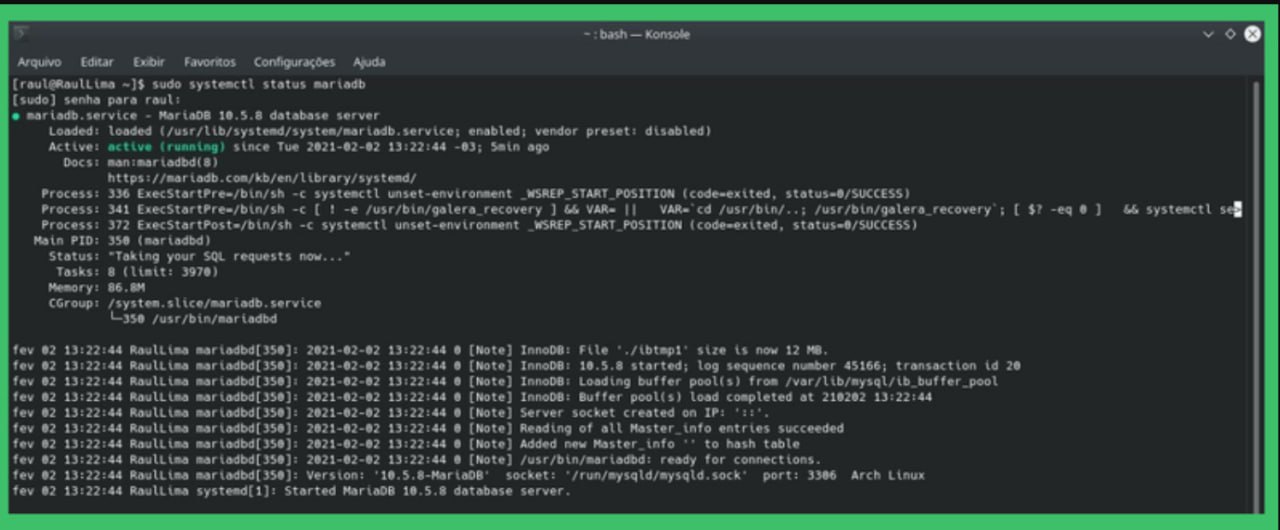 ~ : bash — Konsole
Arquivo Editar Exibir Favoritos Configurações Ajuda
[raul@RaulLima ~]$ sudo systemctl status mariadb
[sudo] senha para raul:
● mariadb.service - MariaDB 10.5.8 database server
Loaded: loaded (/usr/lib/systemd/system/mariadb.service; enabled; vendor preset: disabled)
Active: active (running) since Tue 2021-02-02 13:22:44 -03; 5min ago
Docs: man:mariadbd(8)
https://mariadb.com/kb/en/library/systemd/
Process: 336 ExecStartPre=/bin/sh -c systemctl unset-environment _WSREP_START_POSITION (code=exited, status=0/SUCCESS)
Process: 341 ExecStartPre=/bin/sh -c [ ! -e /usr/bin/galera_recovery ] && VAR= ||   VAR=`cd /usr/bin/..; /usr/bin/galera_recovery`; [ $? -eq 0 ]   && systemctl se>
Process: 372 ExecStartPost=/bin/sh -c systemctl unset-environment _WSREP_START_POSITION (code=exited, status=0/SUCCESS)
Main PID: 350 (mariadbd)
Status: "Taking your SQL requests now..."
Tasks: 8 (limit: 3970)
Memory: 86.8M
CGroup: /system.slice/mariadb.service
└─350 /usr/bin/mariadbd
fev 02 13:22:44 RaulLima mariadbd[350]: 2021-02-02 13:22:44 0 [Note] InnoDB: File './ibtmp1' size is now 12 MB.
fev 02 13:22:44 RaulLima mariadbd[350]: 2021-02-02 13:22:44 0 [Note] InnoDB: 10.5.8 started; log sequence number 45166; transaction id 20
fev 02 13:22:44 RaulLima mariadbd[350]: 2021-02-02 13:22:44 0 [Note] InnoDB: Loading buffer pool(s) from /var/lib/mysql/ib_buffer_pool
fev 02 13:22:44 RaulLima mariadbd[350]: 2021-02-02 13:22:44 0 [Note] InnoDB: Buffer pool(s) load completed at 210202 13:22:44
fev 02 13:22:44 RaulLima mariadbd[350]: 2021-02-02 13:22:44 0 [Note] Server socket created on IP: '::'.
fev 02 13:22:44 RaulLima mariadbd[350]: 2021-02-02 13:22:44 0 [Note] Reading of all Master_info entries succeeded
fev 02 13:22:44 RaulLima mariadbd[350]: 2021-02-02 13:22:44 0 [Note] Added new Master_info '' to hash table
fev 02 13:22:44 RaulLima mariadbd[350]: 2021-02-02 13:22:44 0 [Note] /usr/bin/mariadbd: ready for connections.
fev 02 13:22:44 RaulLima mariadbd[350]: Version: '10.5.8-MariaDB'  socket: '/run/mysqld/mysqld.sock'  port: 3306  Arch Linux
fev 02 13:22:44 RaulLima systemd[1]: Started MariaDB 10.5.8 database server.